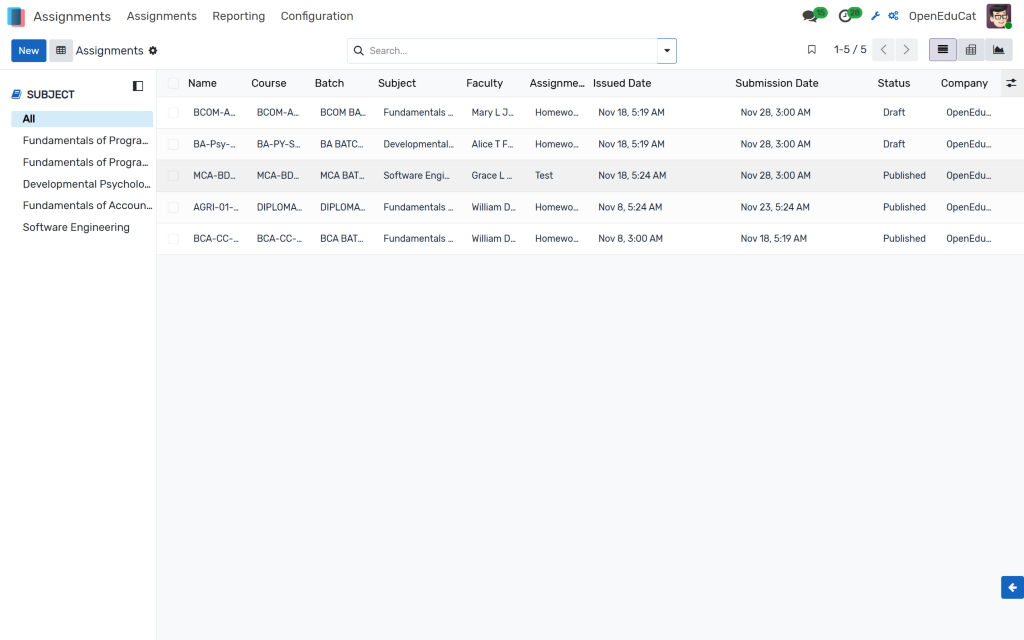 Assignments Assignments Reporting Configuration 15 28 OpenEduCat
New Assignments Search... 1-5 / 5
SUBJECT
All
Fundamentals of Progra...
Fundamentals of Progra...
Developmental Psycholo...
Fundamentals of Accoun...
Software Engineering
Name Course Batch Subject Faculty Assignme... Issued Date Submission Date Status Company
BCOM-A... BCOM-A... BCOM BA... Fundamentals ... Mary L J... Homewo... Nov 18, 5:19 AM Nov 28, 3:00 AM Draft OpenEdu...
BA-Psy-... BA-PY-S... BA BATC... Developmental... Alice T F... Homewo... Nov 18, 5:19 AM Nov 28, 3:00 AM Draft OpenEdu...
MCA-BD... MCA-BD... MCA BAT... Software Engi... Grace L ... Test Nov 18, 5:24 AM Nov 28, 3:00 AM Published OpenEdu...
AGRI-01-... DIPLOMA... DIPLOMA... Fundamentals ... William D... Homewo... Nov 8, 5:24 AM Nov 23, 5:24 AM Published OpenEdu...
BCA-CC-... BCA-CC-... BCA BAT... Fundamentals ... William D... Homewo... Nov 8, 3:00 AM Nov 18, 5:19 AM Published OpenEdu...